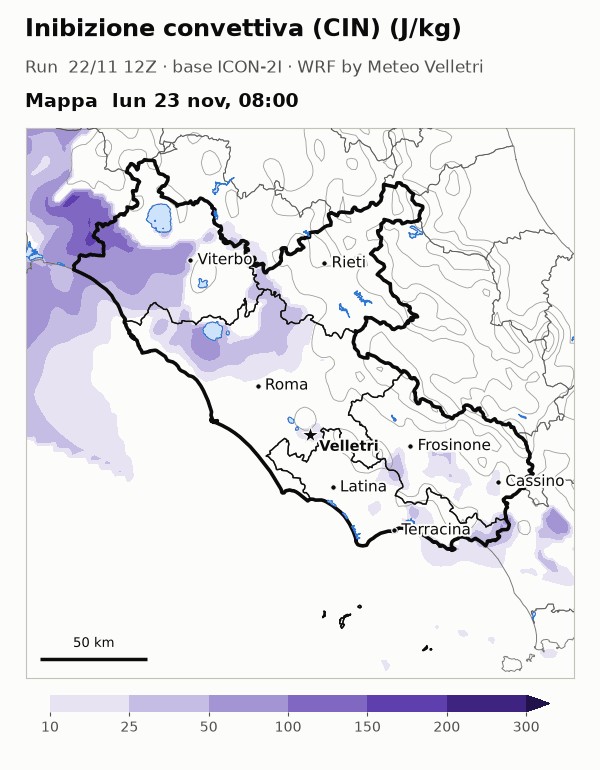 Inibizione convettiva (CIN) (J/kg)
Run  22/11 12Z · base ICON-2I · WRF by Meteo Velletri
Mappa  lun 23 nov, 08:00
Viterbo
Rieti
Roma
Velletri
Frosinone
Cassino
Latina
Terracina
50 km
10 25 50 100 150 200 300